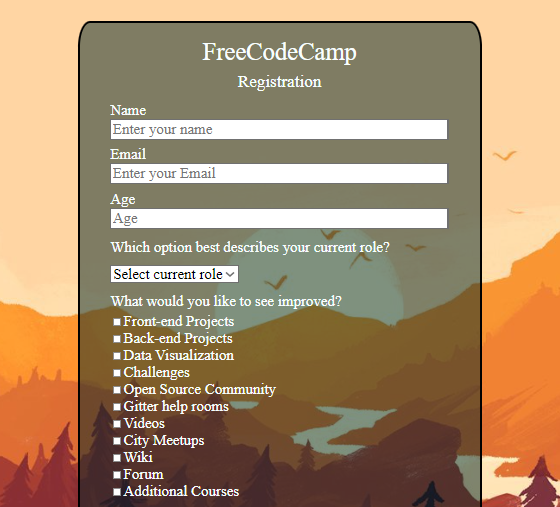 FreeCodeCamp
Registration
Name
Enter your name
Email
Enter your Email
Age
Age
Which option best describes your current role?
Select current role
What would you like to see improved?
Front-end Projects
Back-end Projects
Data Visualization
Challenges
Open Source Community
Gitter help rooms
Videos
City Meetups
Wiki
Forum
Additional Courses